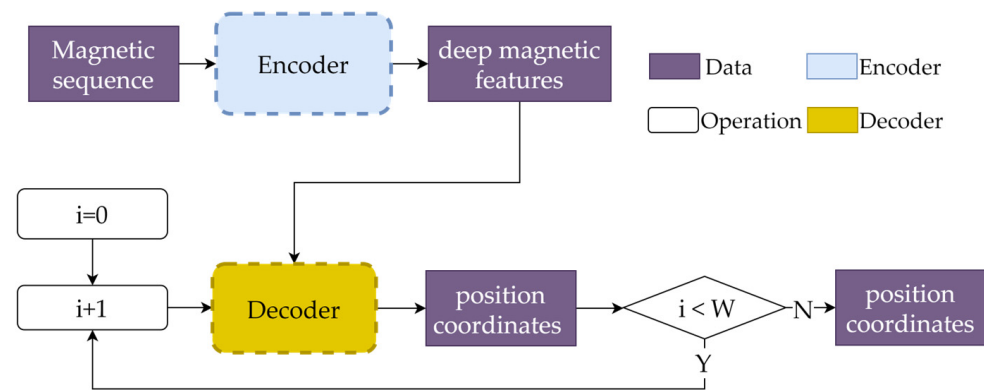 Magnetic
sequence
Encoder
deep magnetic
features
Data
Encoder
Operation
Decoder
i=0
i+1
Decoder
position
coordinates
i < W
N
position
coordinates
Y